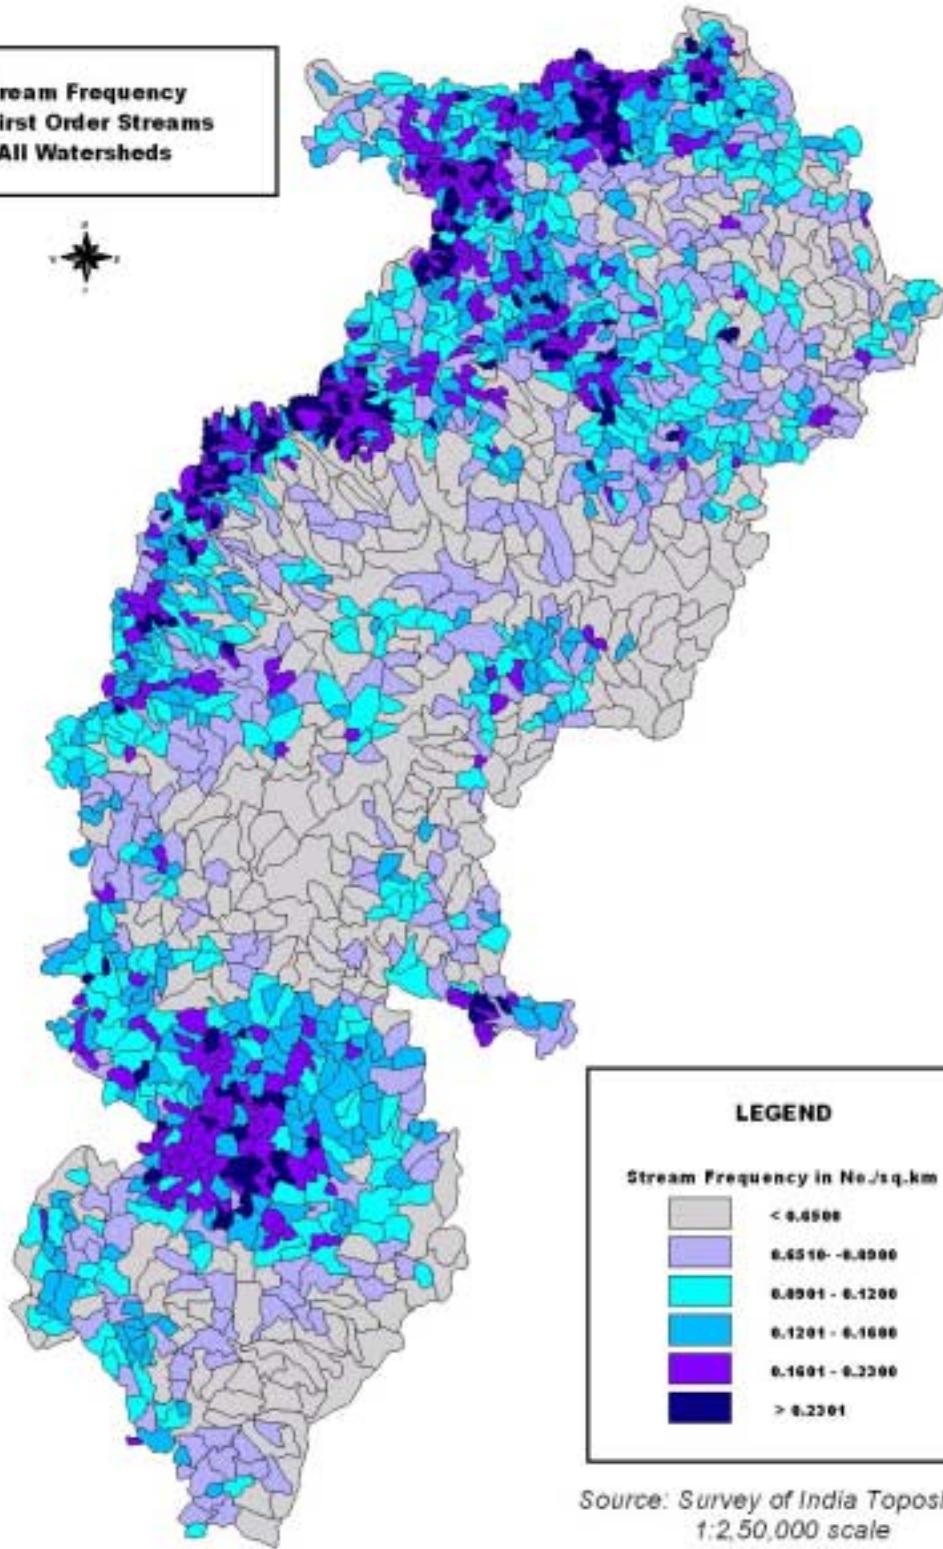 ream Frequency
irst Order Streams
All Watersheds
LEGEND
Stream Frequency in No./sq.km
< 0.6500
0.6510- -0.0900
0.0901 - 0.1200
0.1201 - 0.1600
0.1601 - 0.2300
> 0.2301
Source: Survey of India Toposh
1:2,50,000 scale